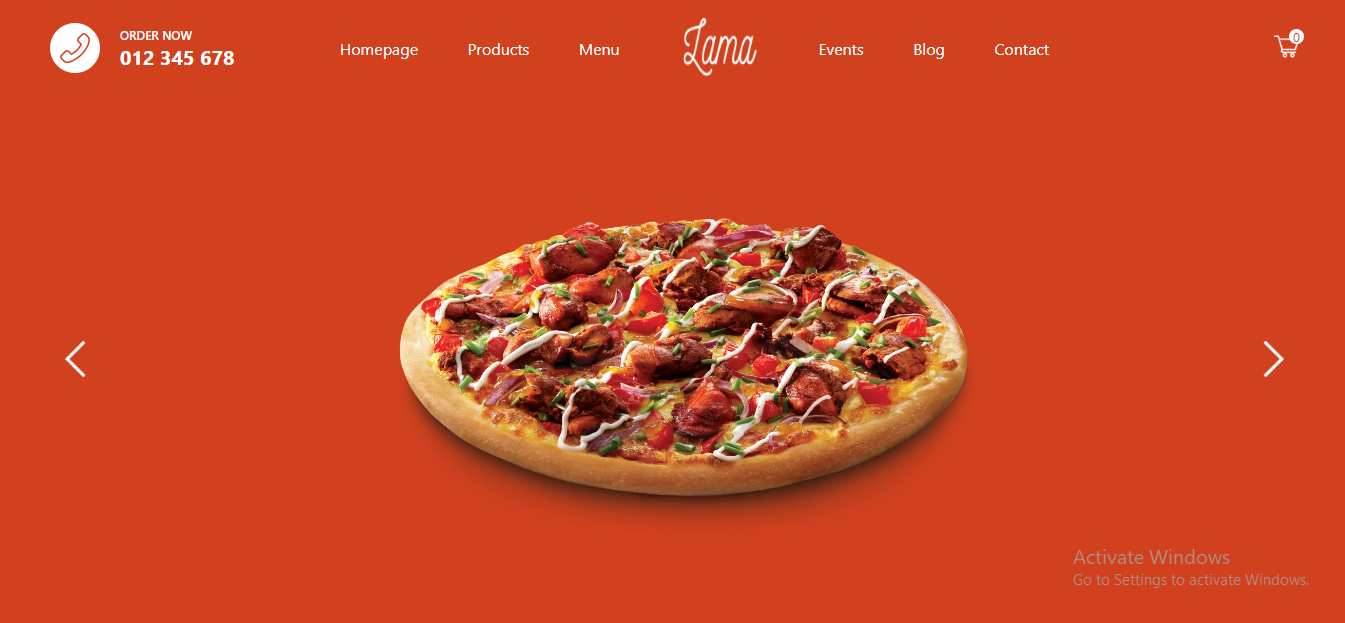 ORDER NOW
012 345 678
Homepage Products Menu Lama Events Blog Contact
0
Activate Windows
Go to Settings to activate Windows.